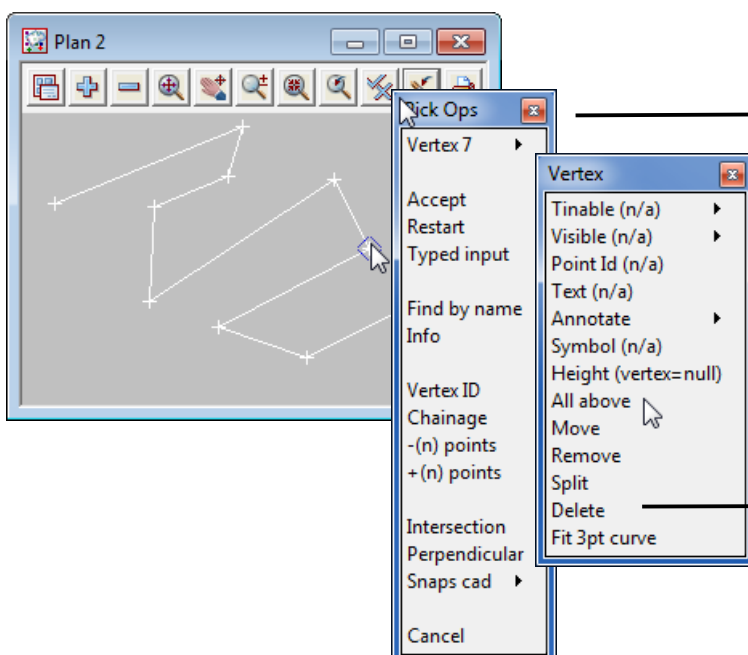 Plan 2
Pick Ops
Vertex 7
Accept
Restart
Typed input
Find by name
Info
Vertex ID
Chainage
-(n) points
+(n) points
Intersection
Perpendicular
Snaps cad
Cancel
Vertex
Tinable (n/a)
Visible (n/a)
Point Id (n/a)
Text (n/a)
Annotate
Symbol (n/a)
Height (vertex=null)
All above
Move
Remove
Split
Delete
Fit 3pt curve